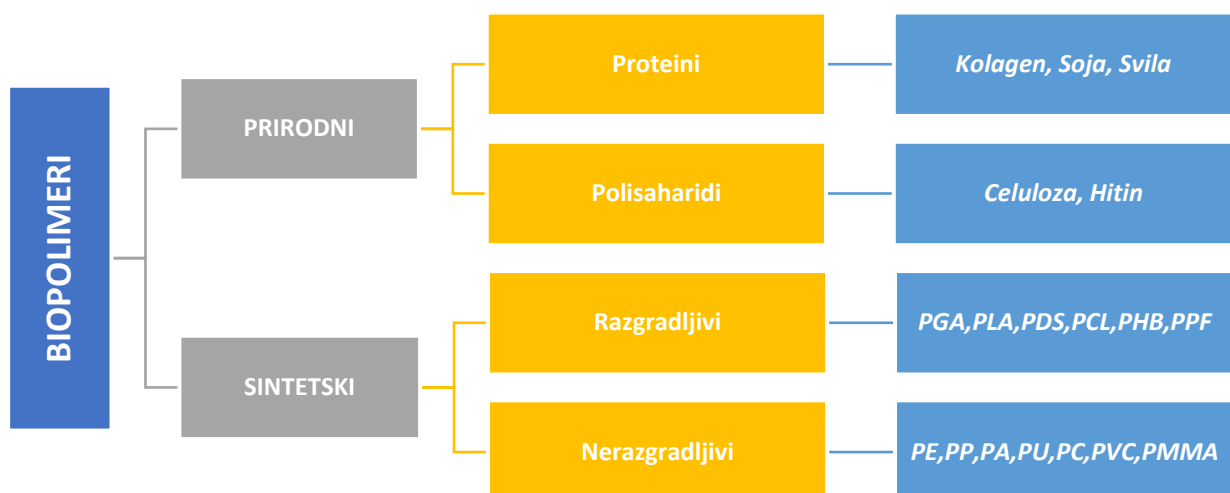 BIOPOLIMERI
PRIRODNI
Proteini
Kolagen, Soja, Svila
Polisaharidi
Celuloza, Hitin
SINTETSKI
Razgradljivi
PGA,PLA,PDS,PCL,PHB,PPF
Nerazgradljivi
PE,PP,PA,PU,PC,PVC,PMMA